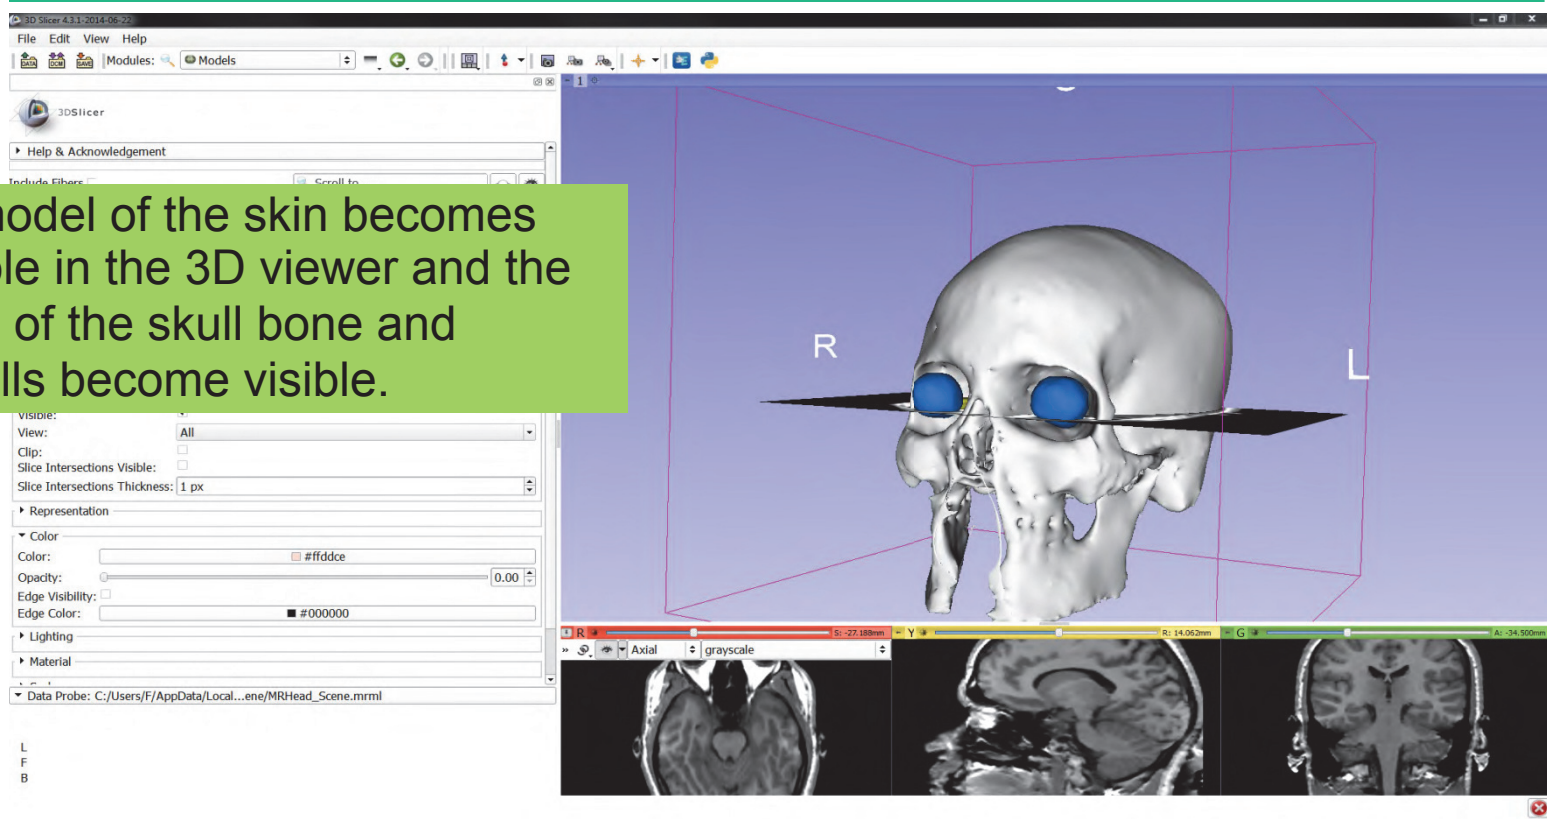 3D Slicer 4.3.1-2014-06-22
File Edit View Help
DATA DCM SAVE Modules: Models
1
3DSlicer
Help & Acknowledgement
Include Fibers Scroll to
of the skin becomes
in the 3D viewer and the
of the skull bone and
become visible.
Visible:
View: All
Clip:
Slice Intersections Visible:
Slice Intersections Thickness: 1 px
Representation
Color
Color: #ffddce
Opacity: 0.00
Edge Visibility:
Edge Color: #000000
Lighting
Material
Data Probe: C:/Users/F/AppData/Local...ene/MRHead_Scene.mrml
L
F
B
R
L
R S: -27.188mm
Y R: 14.062mm
G A: -34.500mm
Axial grayscale